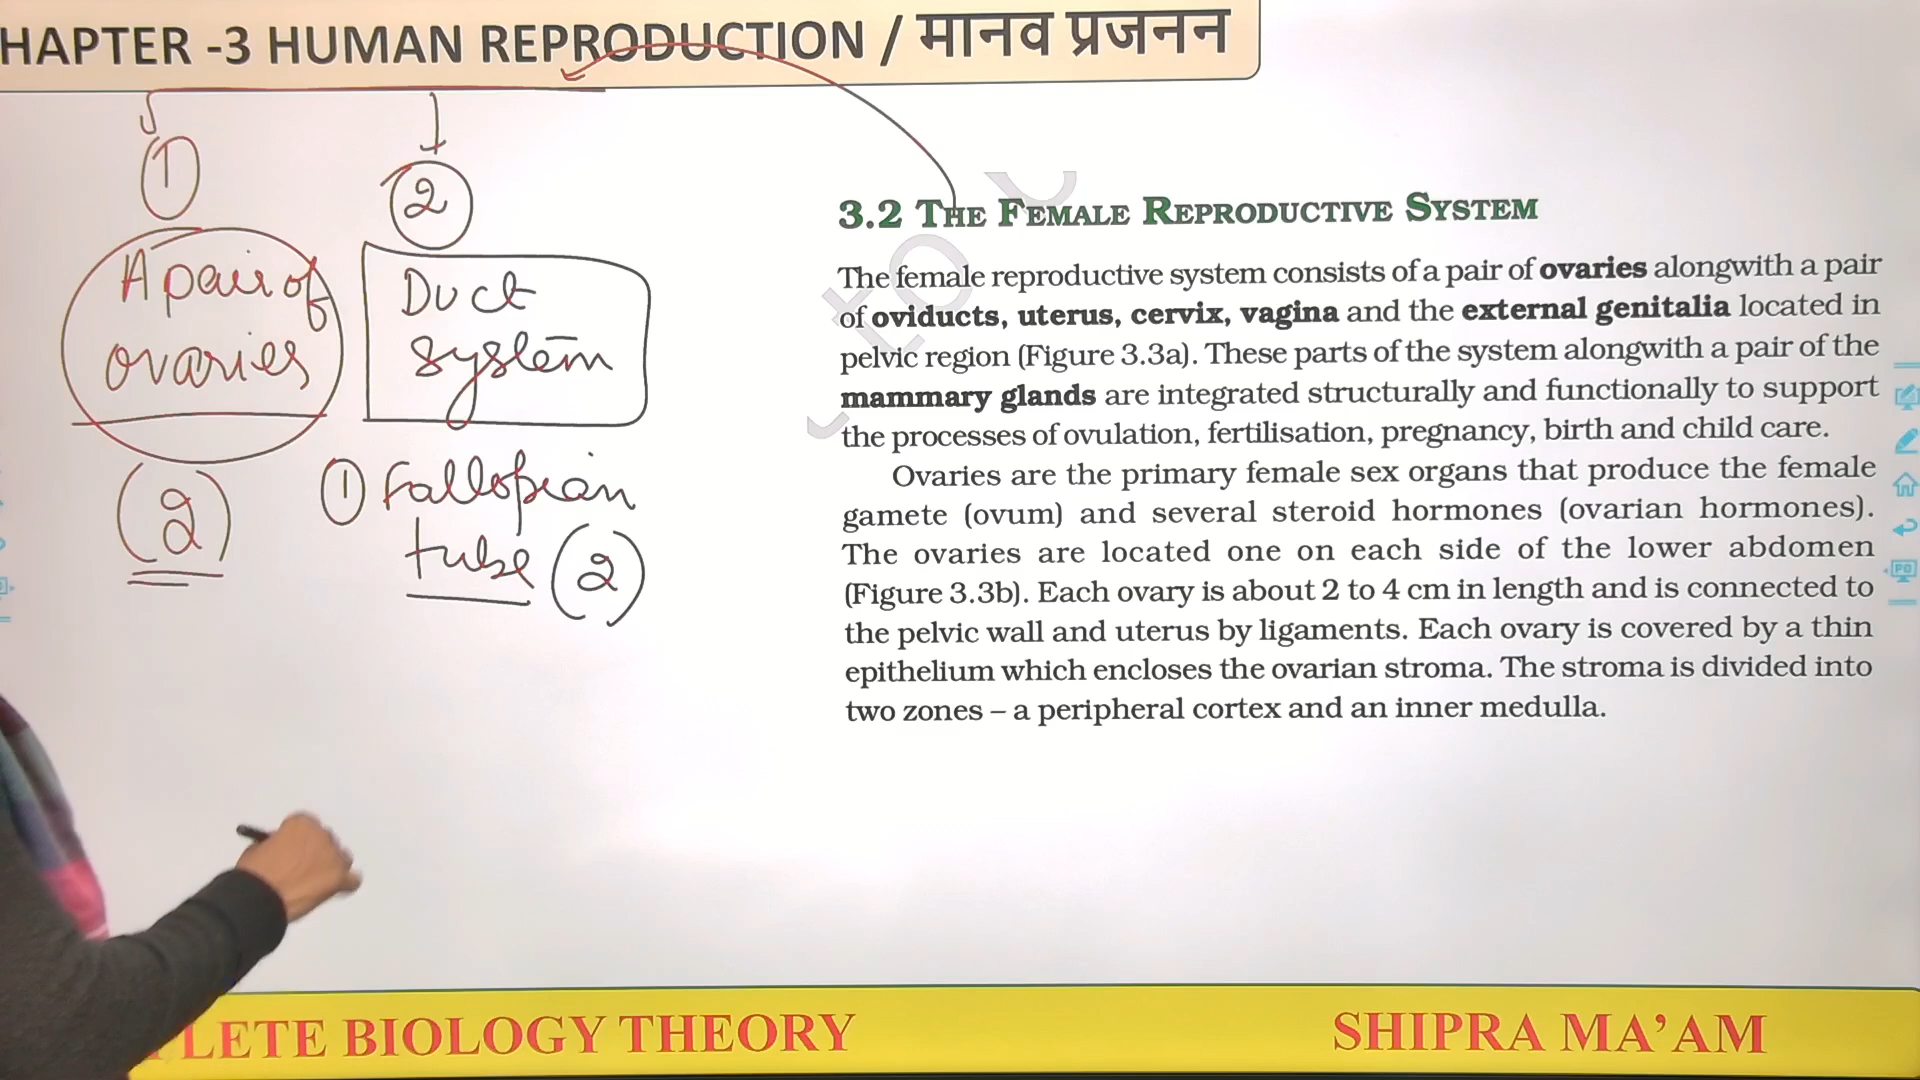 HAPTER -3 HUMAN REPRODUCTION / मानव प्रजनन
1
2
A pair of
ovaries
(2)
Duct
system
1 Fallopian
tube (2)
3.2 THE FEMALE REPRODUCTIVE SYSTEM
The female reproductive system consists of a pair of ovaries alongwith a pair
of oviducts, uterus, cervix, vagina and the external genitalia located in
pelvic region (Figure 3.3a). These parts of the system alongwith a pair of the
mammary glands are integrated structurally and functionally to support
the processes of ovulation, fertilisation, pregnancy, birth and child care.
Ovaries are the primary female sex organs that produce the female
gamete (ovum) and several steroid hormones (ovarian hormones).
The ovaries are located one on each side of the lower abdomen
(Figure 3.3b). Each ovary is about 2 to 4 cm in length and is connected to
the pelvic wall and uterus by ligaments. Each ovary is covered by a thin
epithelium which encloses the ovarian stroma. The stroma is divided into
two zones – a peripheral cortex and an inner medulla.
PLETE BIOLOGY THEORY
SHIPRA MA'AM